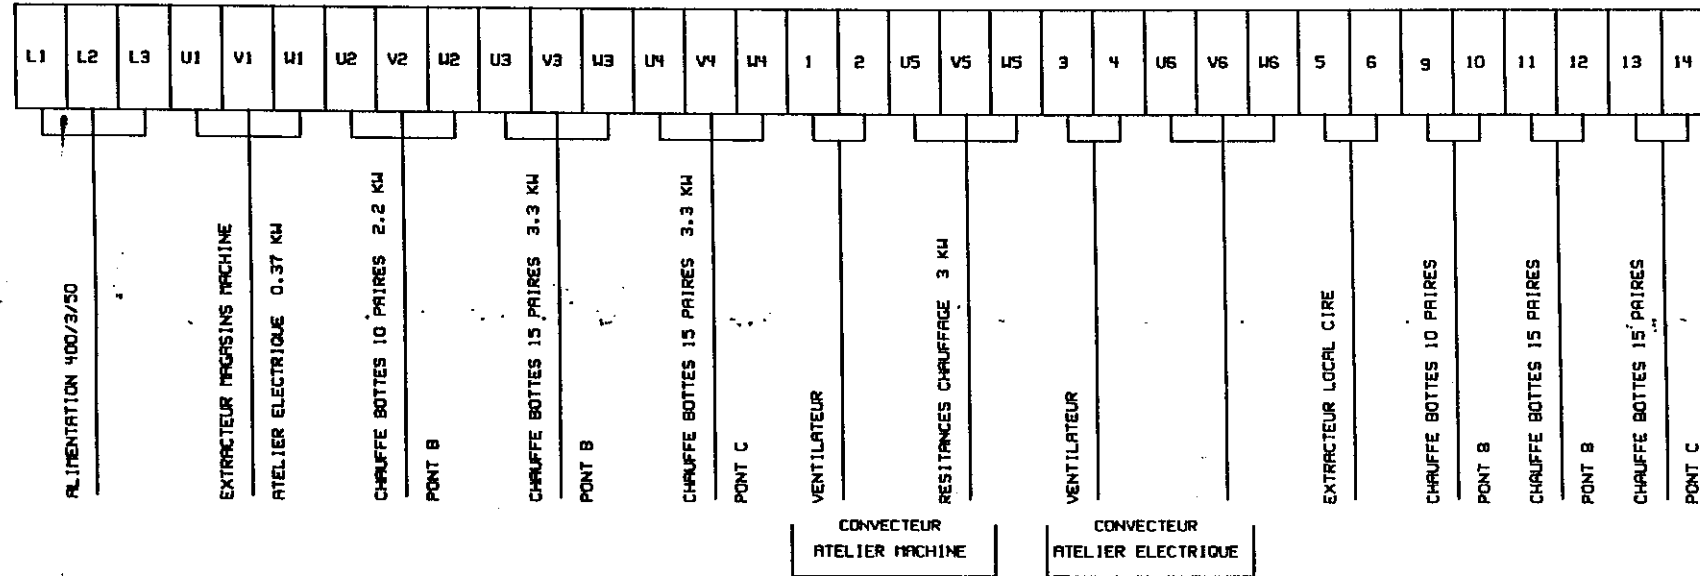 L1 L2 L3 U1 V1 W1 U2 V2 W2 U3 V3 W3 U4 V4 W4 1 2 U5 V5 W5 3 4 U6 V6 W6 5 6 9 10 11 12 13 14
ALIMENTATION 400/3/50
EXTRACTEUR MAGASINS MACHINE
ATELIER ELECTRIQUE 0.37 KW
CHAUFFE BOTTES 10 PAIRES 2.2 KW
PONT B
CHAUFFE BOTTES 15 PAIRES 3.3 KW
PONT B
CHAUFFE BOTTES 15 PAIRES 3.3 KW
PONT C
VENTILATEUR
RESITANCES CHAUFFAGE 3 KW
VENTILATEUR
EXTRACTEUR LOCAL CIRE
CHAUFFE BOTTES 10 PAIRES
PONT B
CHAUFFE BOTTES 15 PAIRES
PONT B
CHAUFFE BOTTES 15 PAIRES
PONT C
CONVECTEUR
ATELIER MACHINE
CONVECTEUR
ATELIER ELECTRIQUE